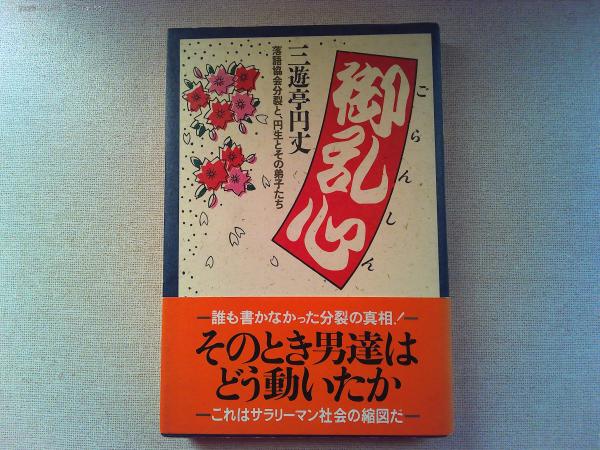 御乱心
ごらんしん
三遊亭円丈
落語協会分裂と、円生とその弟子たち
誰も書かなかった分裂の真相!
そのとき男達は
どう動いたか
これはサラリーマン社会の縮図だ